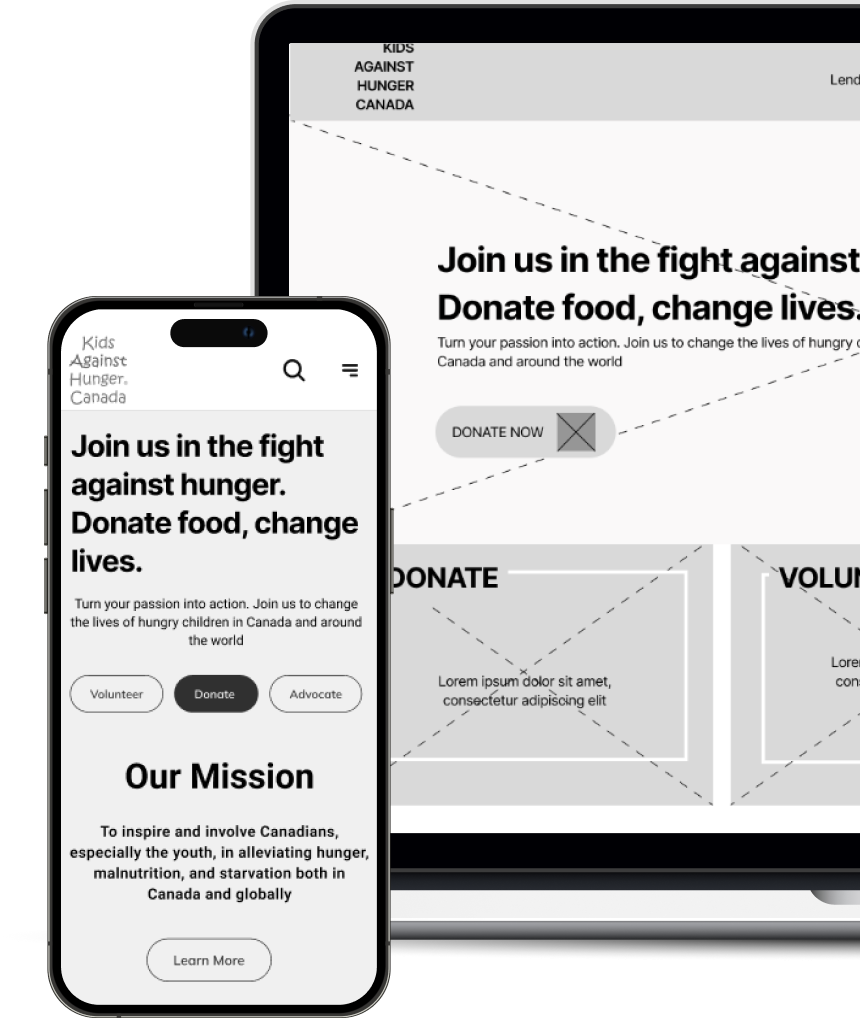 KIDS
AGAINST
HUNGER
CANADA
Join us in the fight against
Donate food, change lives.
Turn your passion into action. Join us to change the lives of hungry
Canada and around the world
DONATE NOW
DONATE
Lorem ipsum dolor sit amet,
consectetur adipiscing elit
Kids
Against
Hunger®
Canada
Join us in the fight
against hunger.
Donate food, change
lives.
Turn your passion into action. Join us to change
the lives of hungry children in Canada and around
the world
Volunteer Donate Advocate
Our Mission
To inspire and involve Canadians,
especially the youth, in alleviating hunger,
malnutrition, and starvation both in
Canada and globally
Learn More